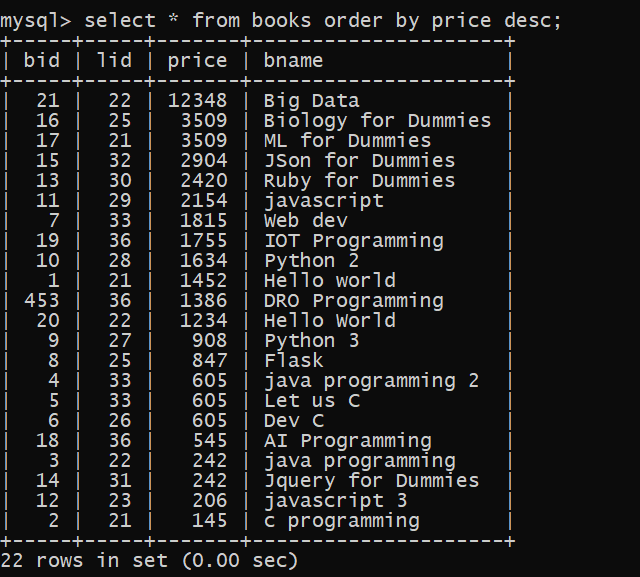 mysql> select * from books order by price desc;
+-----+-----+-------+---------------------+
| bid | lid | price | bname               |
+-----+-----+-------+---------------------+
|  21 |  22 | 12348 | Big Data            |
|  16 |  25 |  3509 | Biology for Dummies |
|  17 |  21 |  3509 | ML for Dummies      |
|  15 |  32 |  2904 | JSon for Dummies    |
|  13 |  30 |  2420 | Ruby for Dummies    |
|  11 |  29 |  2154 | javascript          |
|   7 |  33 |  1815 | Web dev             |
|  19 |  36 |  1755 | IOT Programming     |
|  10 |  28 |  1634 | Python 2            |
|   1 |  21 |  1452 | Hello world         |
| 453 |  36 |  1386 | DRO Programming     |
|  20 |  22 |  1234 | Hello World         |
|   9 |  27 |   908 | Python 3            |
|   8 |  25 |   847 | Flask               |
|   4 |  33 |   605 | java programming 2  |
|   5 |  33 |   605 | Let us C            |
|   6 |  26 |   605 | Dev C               |
|  18 |  36 |   545 | AI Programming      |
|   3 |  22 |   242 | java programming    |
|  14 |  31 |   242 | Jquery for Dummies  |
|  12 |  23 |   206 | javascript 3        |
|   2 |  21 |   145 | c programming       |
+-----+-----+-------+---------------------+
22 rows in set (0.00 sec)